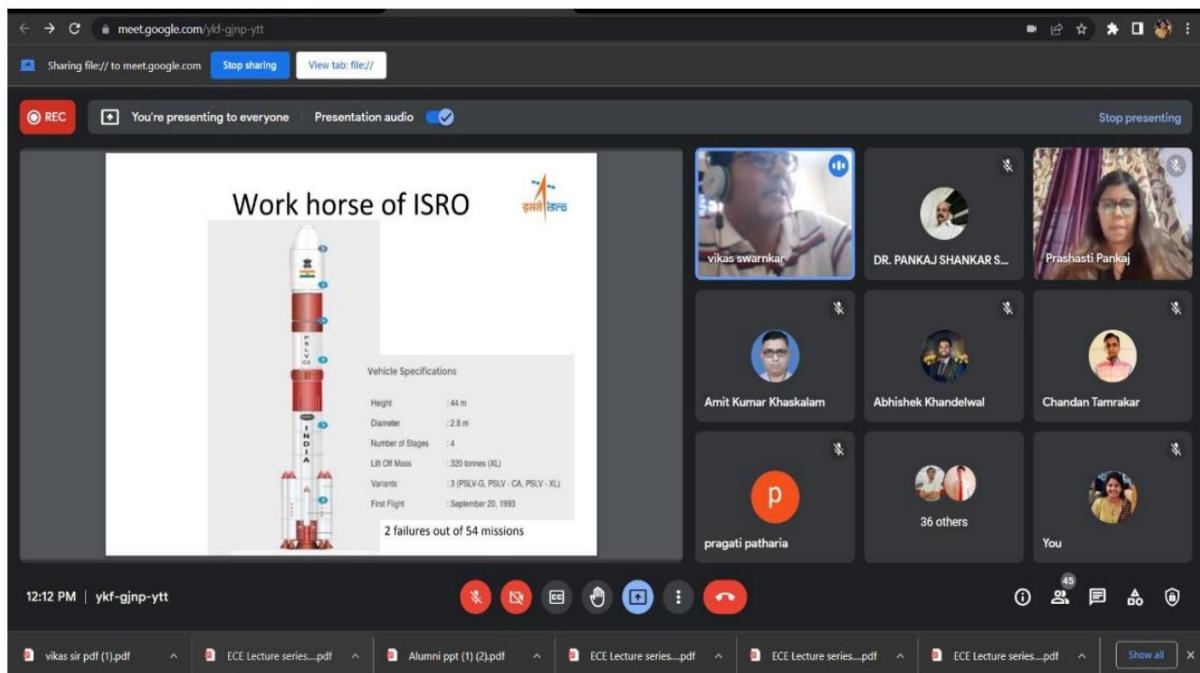 meet.google.com/ykf-gjnp-ytt
Sharing file:// to meet.google.com Stop sharing View tab: file://
REC You're presenting to everyone Presentation audio Stop presenting
Work horse of ISRO
इसरो isro
PSLV
INDIA
Vehicle Specifications
Height : 44 m
Diameter : 2.8 m
Number of Stages : 4
Lift Off Mass : 320 tonnes (XL)
Variants : 3 (PSLV-G, PSLV - CA, PSLV - XL)
First Flight : September 20, 1993
2 failures out of 54 missions
vikas swarnkar
DR. PANKAJ SHANKAR S...
Prashasti Pankaj
Amit Kumar Khaskalam
Abhishek Khandelwal
Chandan Tamrakar
p
pragati patharia
36 others
You
12:12 PM | ykf-gjnp-ytt
CC
45
vikas sir pdf (1).pdf
ECE Lecture series....pdf
Alumni ppt (1) (2).pdf
ECE Lecture series....pdf
ECE Lecture series....pdf
ECE Lecture series....pdf
Show all